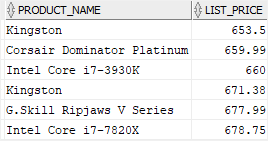 PRODUCT_NAME LIST_PRICE
Kingston 653.5
Corsair Dominator Platinum 659.99
Intel Core i7-3930K 660
Kingston 671.38
G.Skill Ripjaws V Series 677.99
Intel Core i7-7820X 678.75